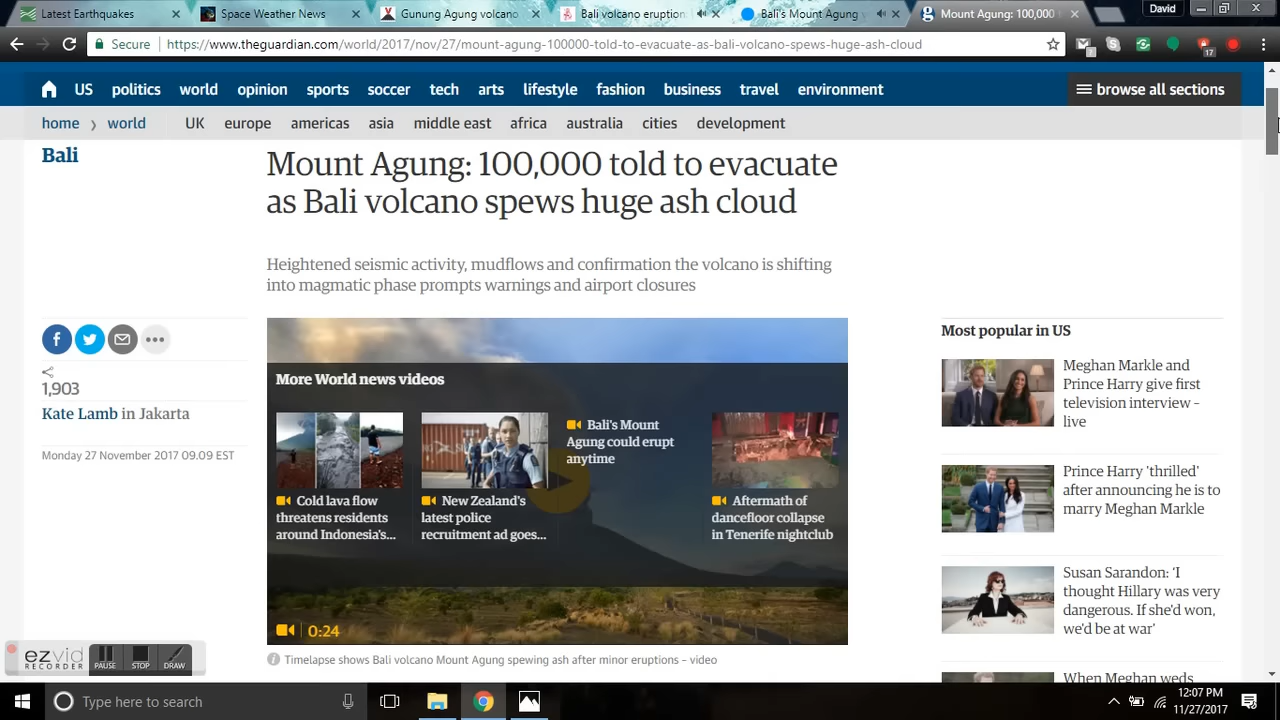 Latest Earthquakes
Space Weather News
Gunung Agung volcano
Bali volcano eruption
Bali's Mount Agung
Mount Agung: 100,000
David
Secure
https://www.theguardian.com/world/2017/nov/27/mount-agung-100000-told-to-evacuate-as-bali-volcano-spews-huge-ash-cloud
17
US politics world opinion sports soccer tech arts lifestyle fashion business travel environment
browse all sections
home world UK europe americas asia middle east africa australia cities development
Bali
Mount Agung: 100,000 told to evacuate
as Bali volcano spews huge ash cloud
Heightened seismic activity, mudflows and confirmation the volcano is shifting
into magmatic phase prompts warnings and airport closures
1,903
Kate Lamb in Jakarta
Monday 27 November 2017 09.09 EST
More World news videos
Cold lava flow
threatens residents
around Indonesia's...
New Zealand's
latest police
recruitment ad goes...
Bali's Mount
Agung could erupt
anytime
Aftermath of
dancefloor collapse
in Tenerife nightclub
0:24
Timelapse shows Bali volcano Mount Agung spewing ash after minor eruptions – video
Most popular in US
Meghan Markle and
Prince Harry give first
television interview –
live
Prince Harry 'thrilled'
after announcing he is to
marry Meghan Markle
Susan Sarandon: 'I
thought Hillary was very
dangerous. If she'd won,
we'd be at war'
When Meghan weds
ezvid
RECORDER
PAUSE
STOP
DRAW
Type here to search
12:07 PM
11/27/2017